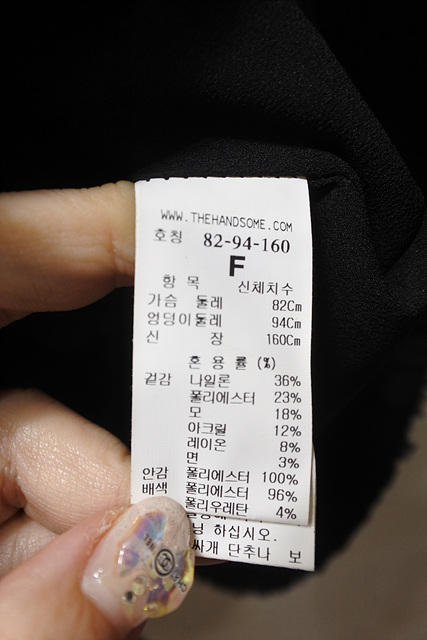 WWW.THEHANDSOME.COM
호칭 82-94-160
F
항 목 신체치수
가슴 둘레 82Cm
엉덩이둘레 94Cm
신 장 160Cm
혼 용 률 (%)
겉감 나일론 36%
폴리에스터 23%
모 18%
아크릴 12%
레이온 8%
면 3%
안감 폴리에스터 100%
배색 폴리에스터 96%
폴리우레탄 4%
하십시오.
싸개 단추나 보